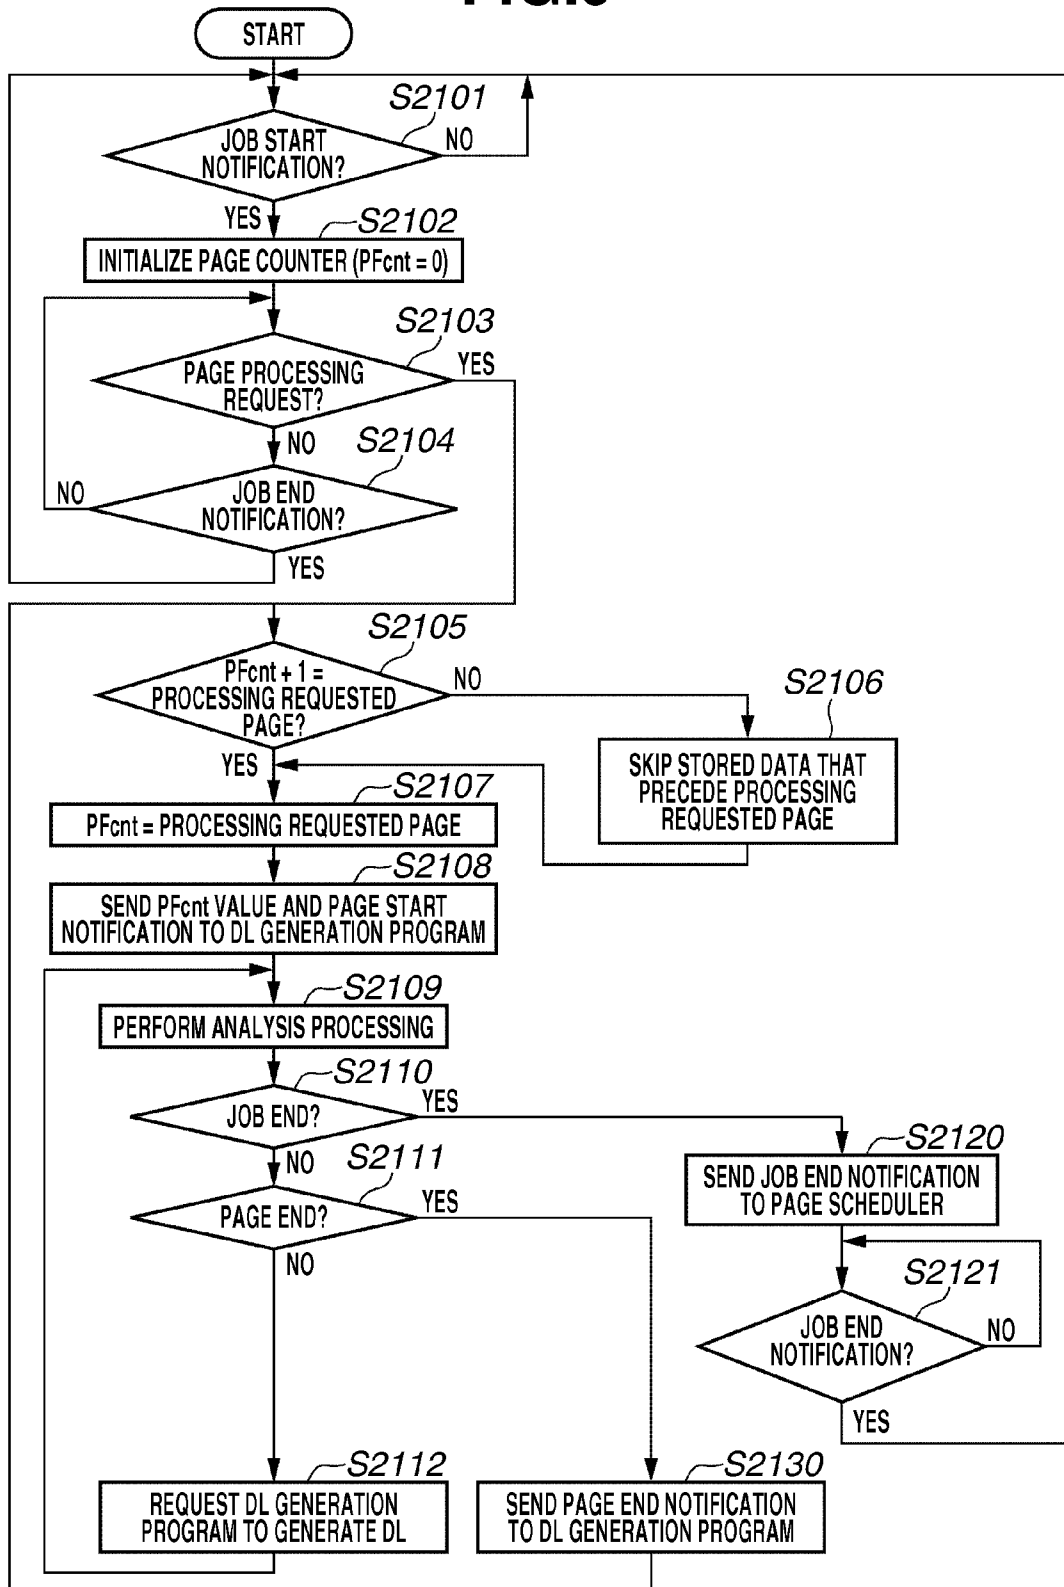 START
S2101
JOB START
NOTIFICATION?
NO
YES
S2102
INITIALIZE PAGE COUNTER (PFcnt = 0)
S2103
PAGE PROCESSING
REQUEST?
YES
NO
S2104
JOB END
NOTIFICATION?
NO
YES
S2105
PFcnt + 1 =
PROCESSING REQUESTED
PAGE?
NO
YES
S2106
SKIP STORED DATA THAT
PRECEDE PROCESSING
REQUESTED PAGE
S2107
PFcnt = PROCESSING REQUESTED PAGE
S2108
SEND PFcnt VALUE AND PAGE START
NOTIFICATION TO DL GENERATION PROGRAM
S2109
PERFORM ANALYSIS PROCESSING
S2110
JOB END?
YES
NO
S2111
PAGE END?
YES
NO
S2120
SEND JOB END NOTIFICATION
TO PAGE SCHEDULER
S2121
JOB END
NOTIFICATION?
NO
YES
S2112
REQUEST DL GENERATION
PROGRAM TO GENERATE DL
S2130
SEND PAGE END NOTIFICATION
TO DL GENERATION PROGRAM